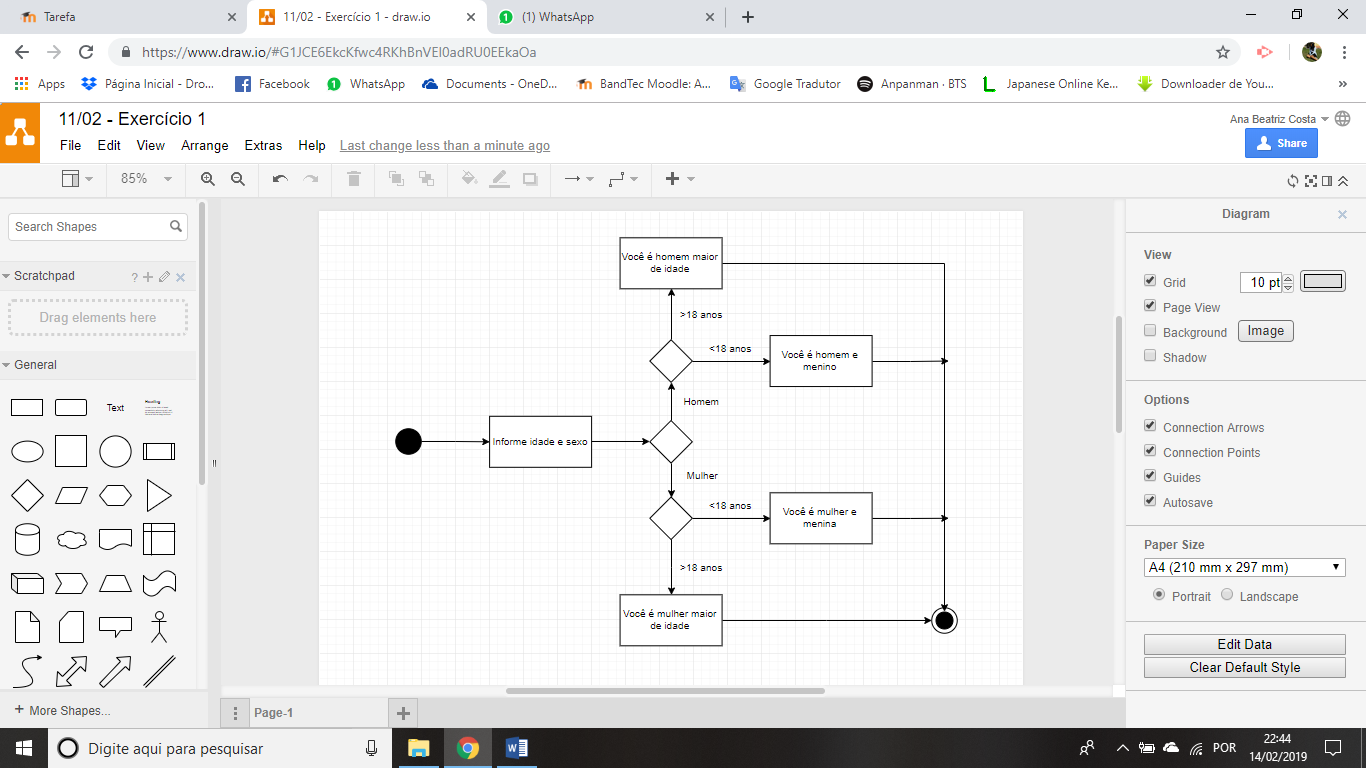 Tarefa
11/02 - Exercício 1 - draw.io
(1) WhatsApp
https://www.draw.io/#G1JCE6EkcKfwc4RKhBnVEI0adRU0EEkaOa
Apps
Página Inicial - Dro...
Facebook
WhatsApp
Documents - OneD...
BandTec Moodle: A...
Google Tradutor
Anpanman · BTS
Japanese Online Ke...
Downloader de You...
»
11/02 - Exercício 1
Ana Beatriz Costa
File
Edit
View
Arrange
Extras
Help
Last change less than a minute ago
Share
85%
Search Shapes
Scratchpad
?
Drag elements here
General
Text
Heading
More Shapes...
Você é homem maior
de idade
>18 anos
<18 anos
Você é homem e
menino
Homem
Informe idade e sexo
Mulher
<18 anos
Você é mulher e
menina
>18 anos
Você é mulher maior
de idade
Page-1
Diagram
View
Grid
10 pt
Page View
Background
Image
Shadow
Options
Connection Arrows
Connection Points
Guides
Autosave
Paper Size
A4 (210 mm x 297 mm)
Portrait
Landscape
Edit Data
Clear Default Style
Digite aqui para pesquisar
POR
22:44
14/02/2019